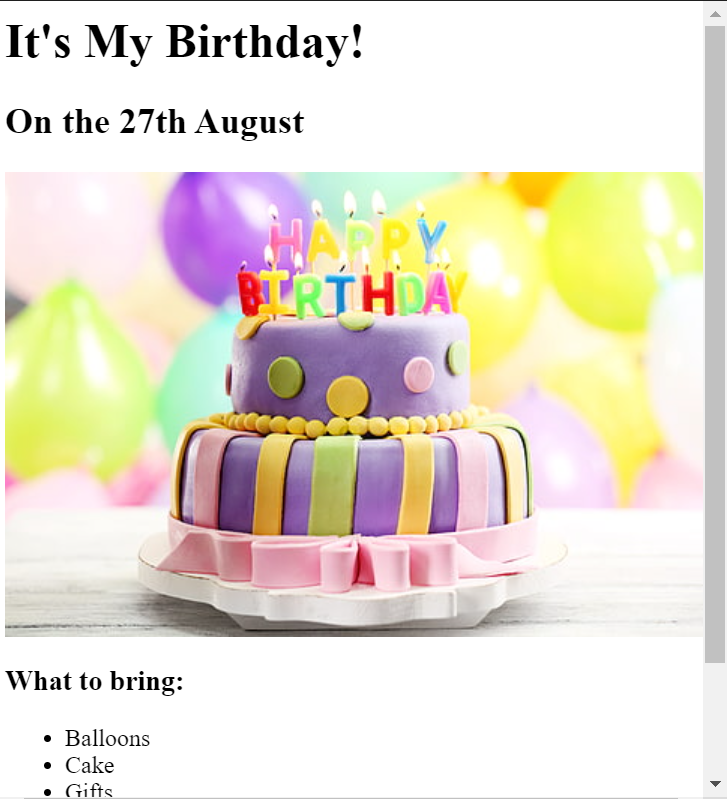 It's My Birthday!
On the 27th August
HAPPY
BIRTHDAY
What to bring:
Balloons
Cake
Gifts